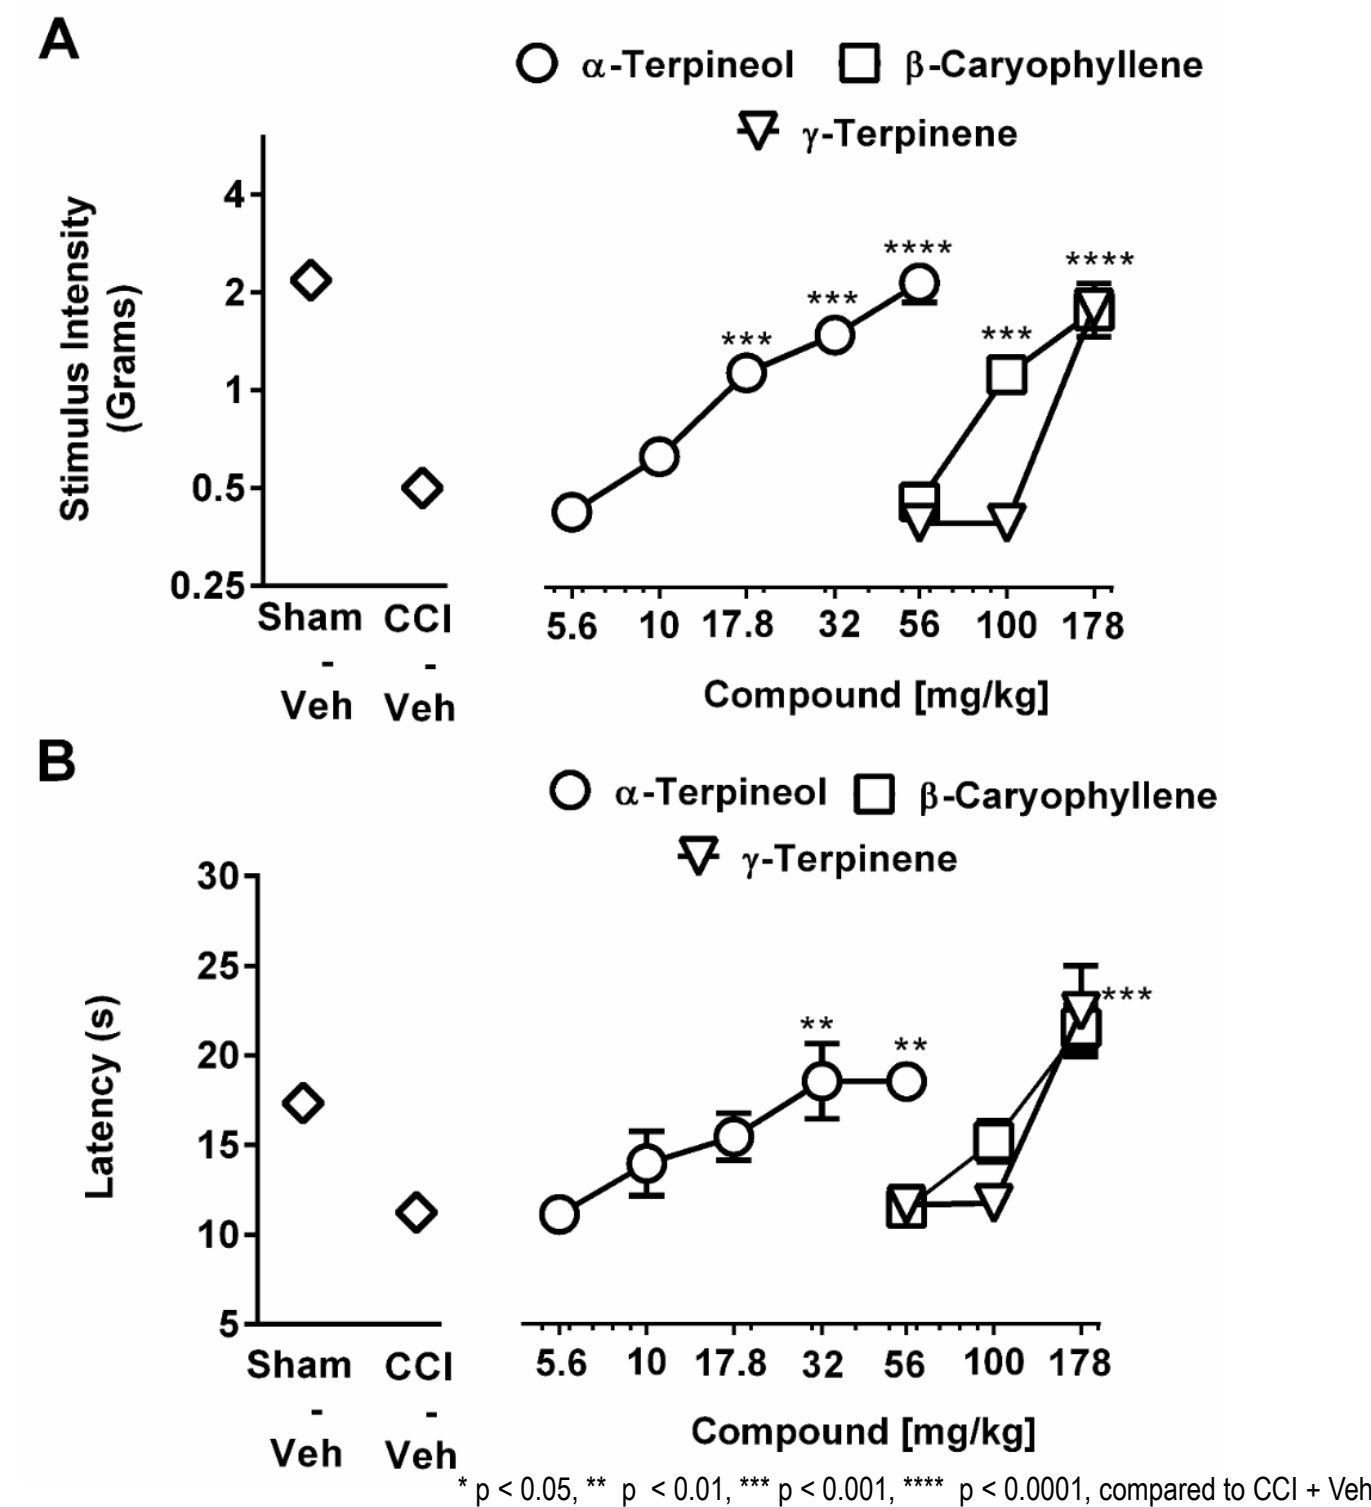 A
α-Terpineol β-Caryophyllene
γ-Terpinene
Stimulus Intensity
(Grams)
4
2
1
0.5
0.25
****
***
***
***
****
Sham CCI
- -
Veh Veh
5.6 10 17.8 32 56 100 178
Compound [mg/kg]
B
α-Terpineol β-Caryophyllene
γ-Terpinene
Latency (s)
30
25
20
15
10
5
**
**
***
Sham CCI
- -
Veh Veh
5.6 10 17.8 32 56 100 178
Compound [mg/kg]
* p < 0.05, ** p < 0.01, *** p < 0.001, **** p < 0.0001, compared to CCI + Veh